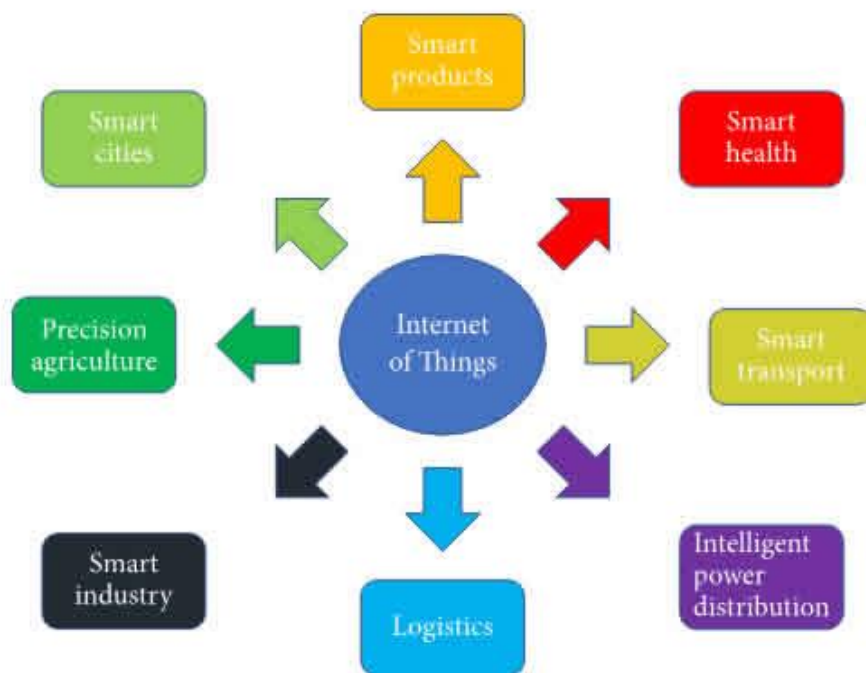 Smart
products
Smart
cities
Smart
health
Precision
agriculture
Internet
of Things
Smart
transport
Smart
industry
Logistics
Intelligent
power
distribution